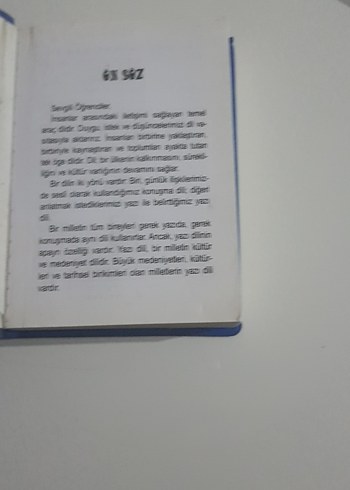 ÖN SÖZ
Sevgili Öğrenciler,
İnsanlar arasındaki iletişimi sağlayan temel
araç dildir. Duygu, istek ve düşüncelerimizi dil va-
sıtasıyla aktarırız. İnsanları birbirine yaklaştıran,
birbiriyle kaynaştıran ve toplumları ayakta tutan
tek öge dildir. Dil; bir ülkenin kalkınmasını, sürekli-
liğini ve kültür varlığının devamını sağlar.
Bir dilin iki yönü vardır: Biri, günlük ilişkilerimiz-
de sesli olarak kullandığımız konuşma dili; diğeri
anlatmak istediklerimizi yazı ile belirttiğimiz yazı
dili.
Bir milletin tüm bireyleri gerek yazıda, gerek
konuşmada aynı dili kullanırlar. Ancak, yazı dilinin
apayrı özelliği vardır. Yazı dili, bir milletin kültür
ve medeniyet dilidir. Büyük medeniyetleri, kültür-
leri ve tarihsel birikimleri olan milletlerin yazı dili
vardır.